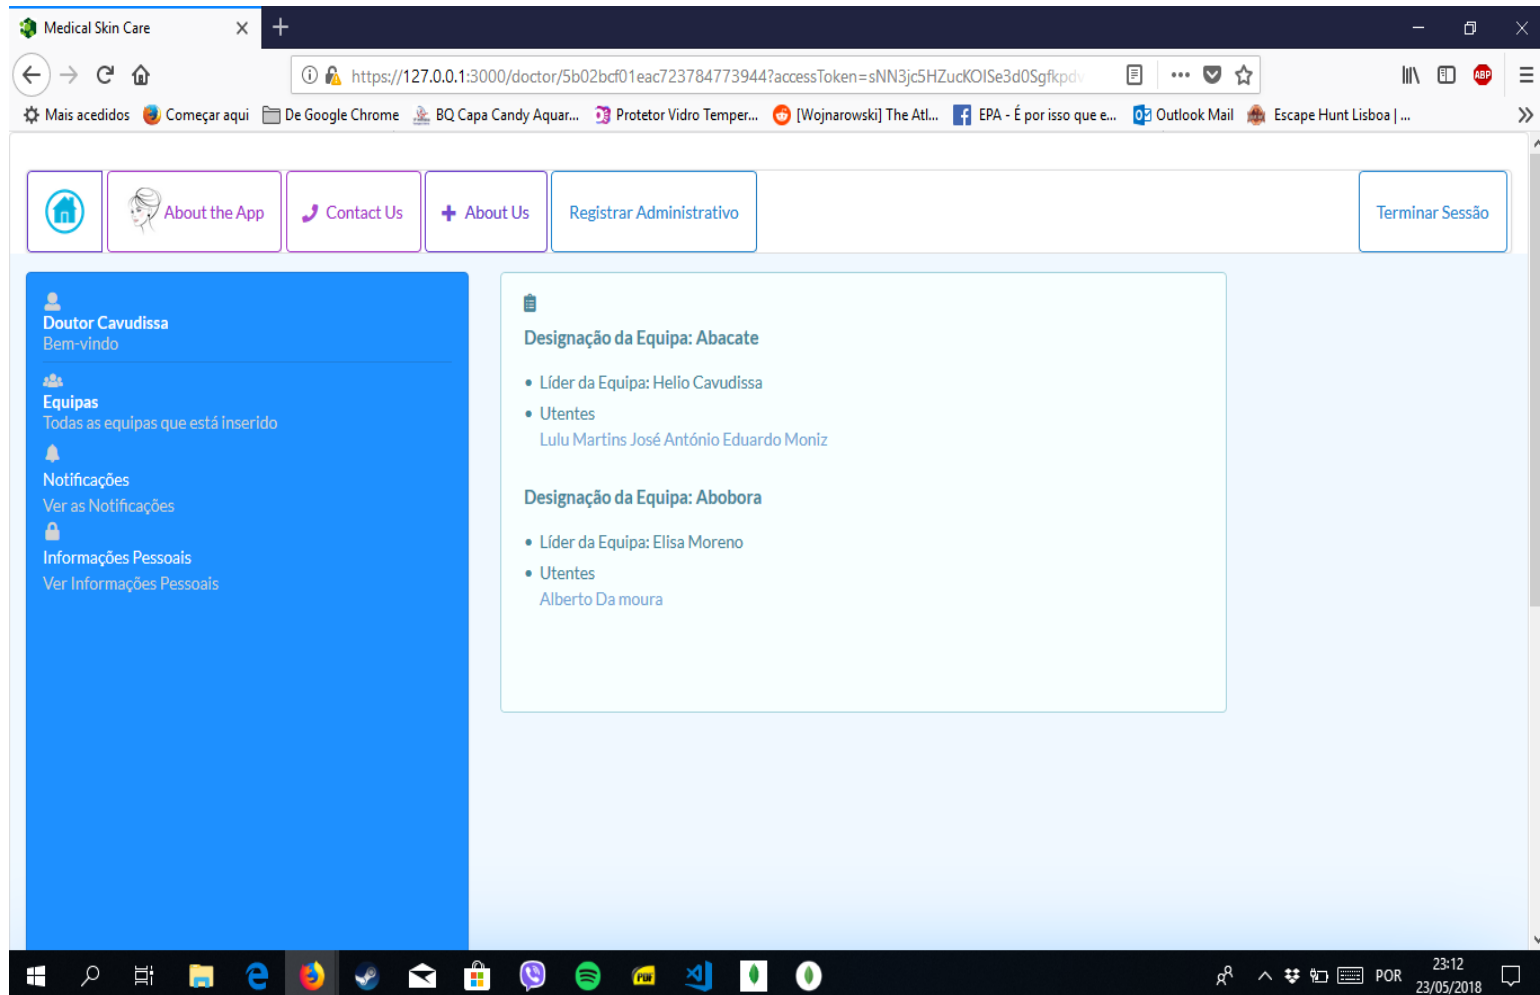 Medical Skin Care
https://127.0.0.1:3000/doctor/5b02bcf01eac723784773944?accessToken=sNN3jc5HZucKOISe3d0Sgfkpdv
Mais acedidos Começar aqui De Google Chrome BQ Capa Candy Aquar... Protetor Vidro Temper... [Wojnarowski] The Atl... EPA - É por isso que e... Outlook Mail Escape Hunt Lisboa | ...
About the App Contact Us About Us Registrar Administrativo Terminar Sessão
Doutor Cavudissa
Bem-vindo
Equipas
Todas as equipas que está inserido
Notificações
Ver as Notificações
Informações Pessoais
Ver Informações Pessoais
Designação da Equipa: Abacate
• Líder da Equipa: Helio Cavudissa
• Utentes
Lulu Martins José António Eduardo Moniz
Designação da Equipa: Abobora
• Líder da Equipa: Elisa Moreno
• Utentes
Alberto Da moura
POR
23:12
23/05/2018
ABP
PDF